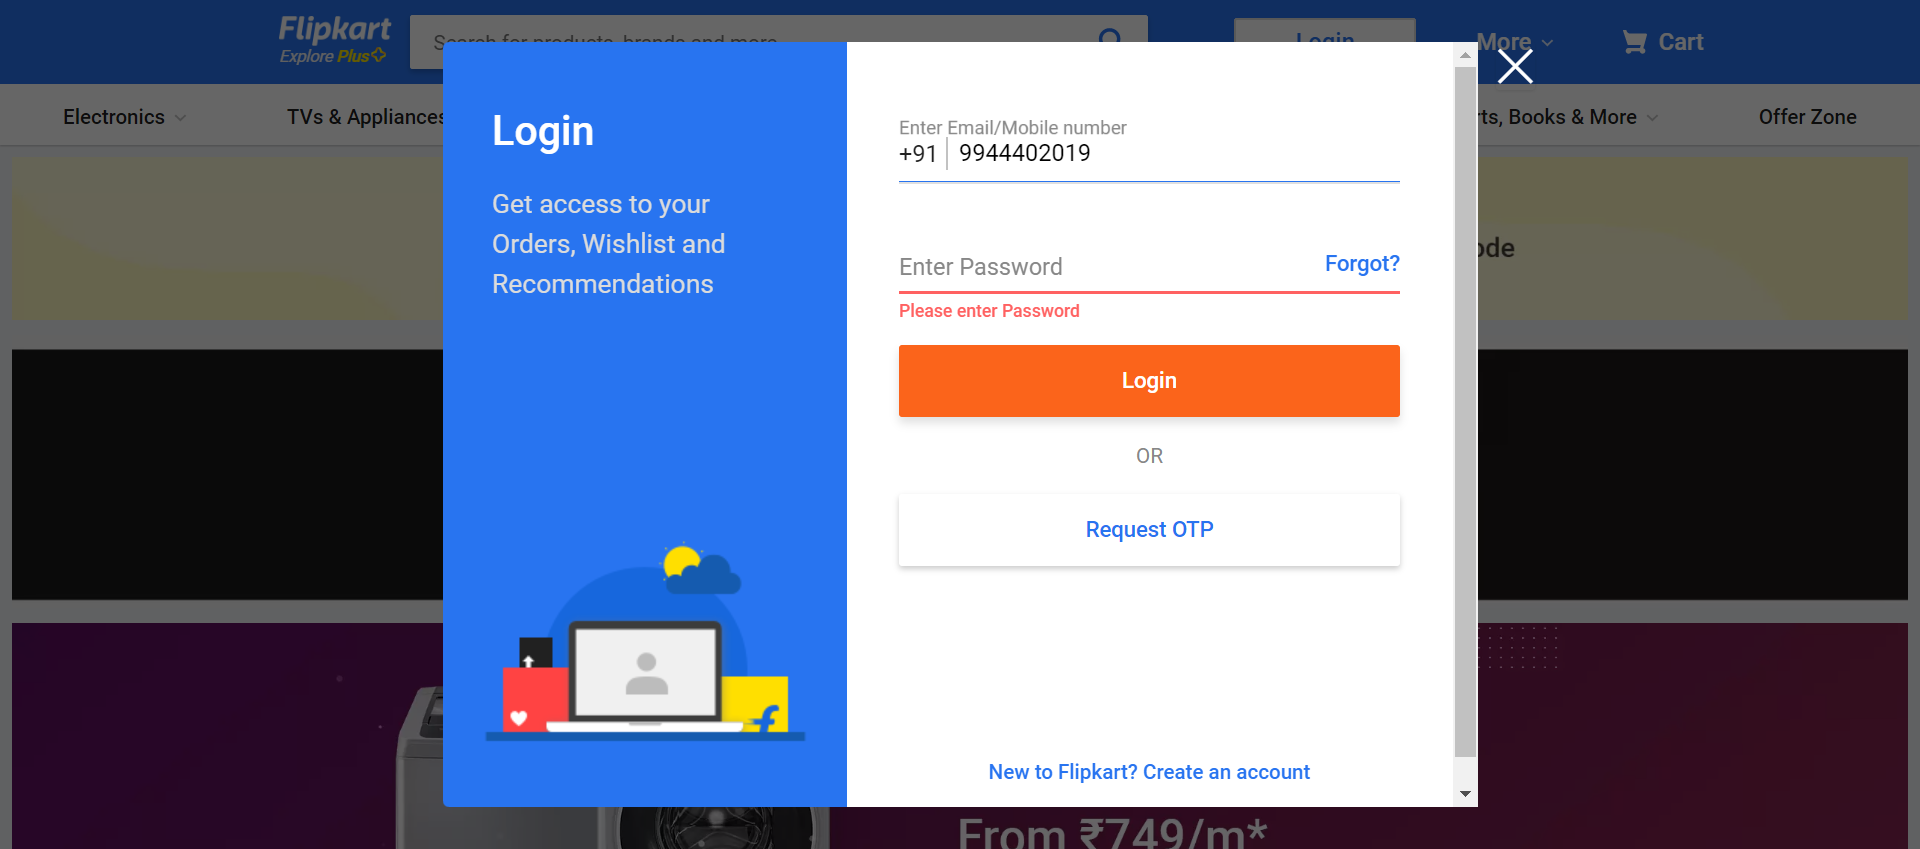 Flipkart
Explore Plus
Search for products, brands and more
Login
More
Cart
Electronics
TVs & Appliances
rts, Books & More
Offer Zone
ode
Login
Get access to your
Orders, Wishlist and
Recommendations
Enter Email/Mobile number
+91 9944402019
Enter Password
Forgot?
Please enter Password
Login
OR
Request OTP
New to Flipkart? Create an account
From ₹749/m*